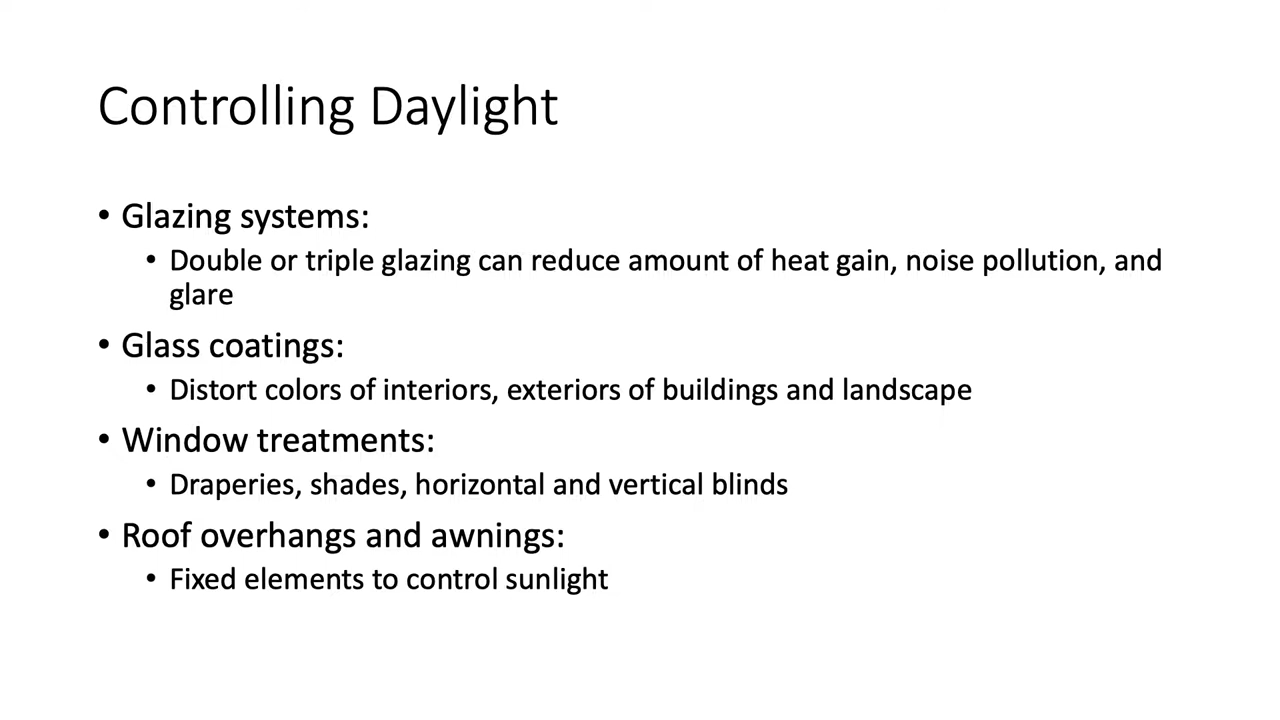 Controlling Daylight
• Glazing systems:
• Double or triple glazing can reduce amount of heat gain, noise pollution, and
glare
• Glass coatings:
• Distort colors of interiors, exteriors of buildings and landscape
• Window treatments:
• Draperies, shades, horizontal and vertical blinds
• Roof overhangs and awnings:
• Fixed elements to control sunlight